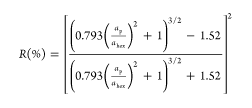 R(%) = [ ( (0.793(a_p/a_hex)^2 + 1)^{3/2} − 1.52 ) / ( (0.793(a_p/a_hex)^2 + 1)^{3/2} + 1.52 ) ]^2